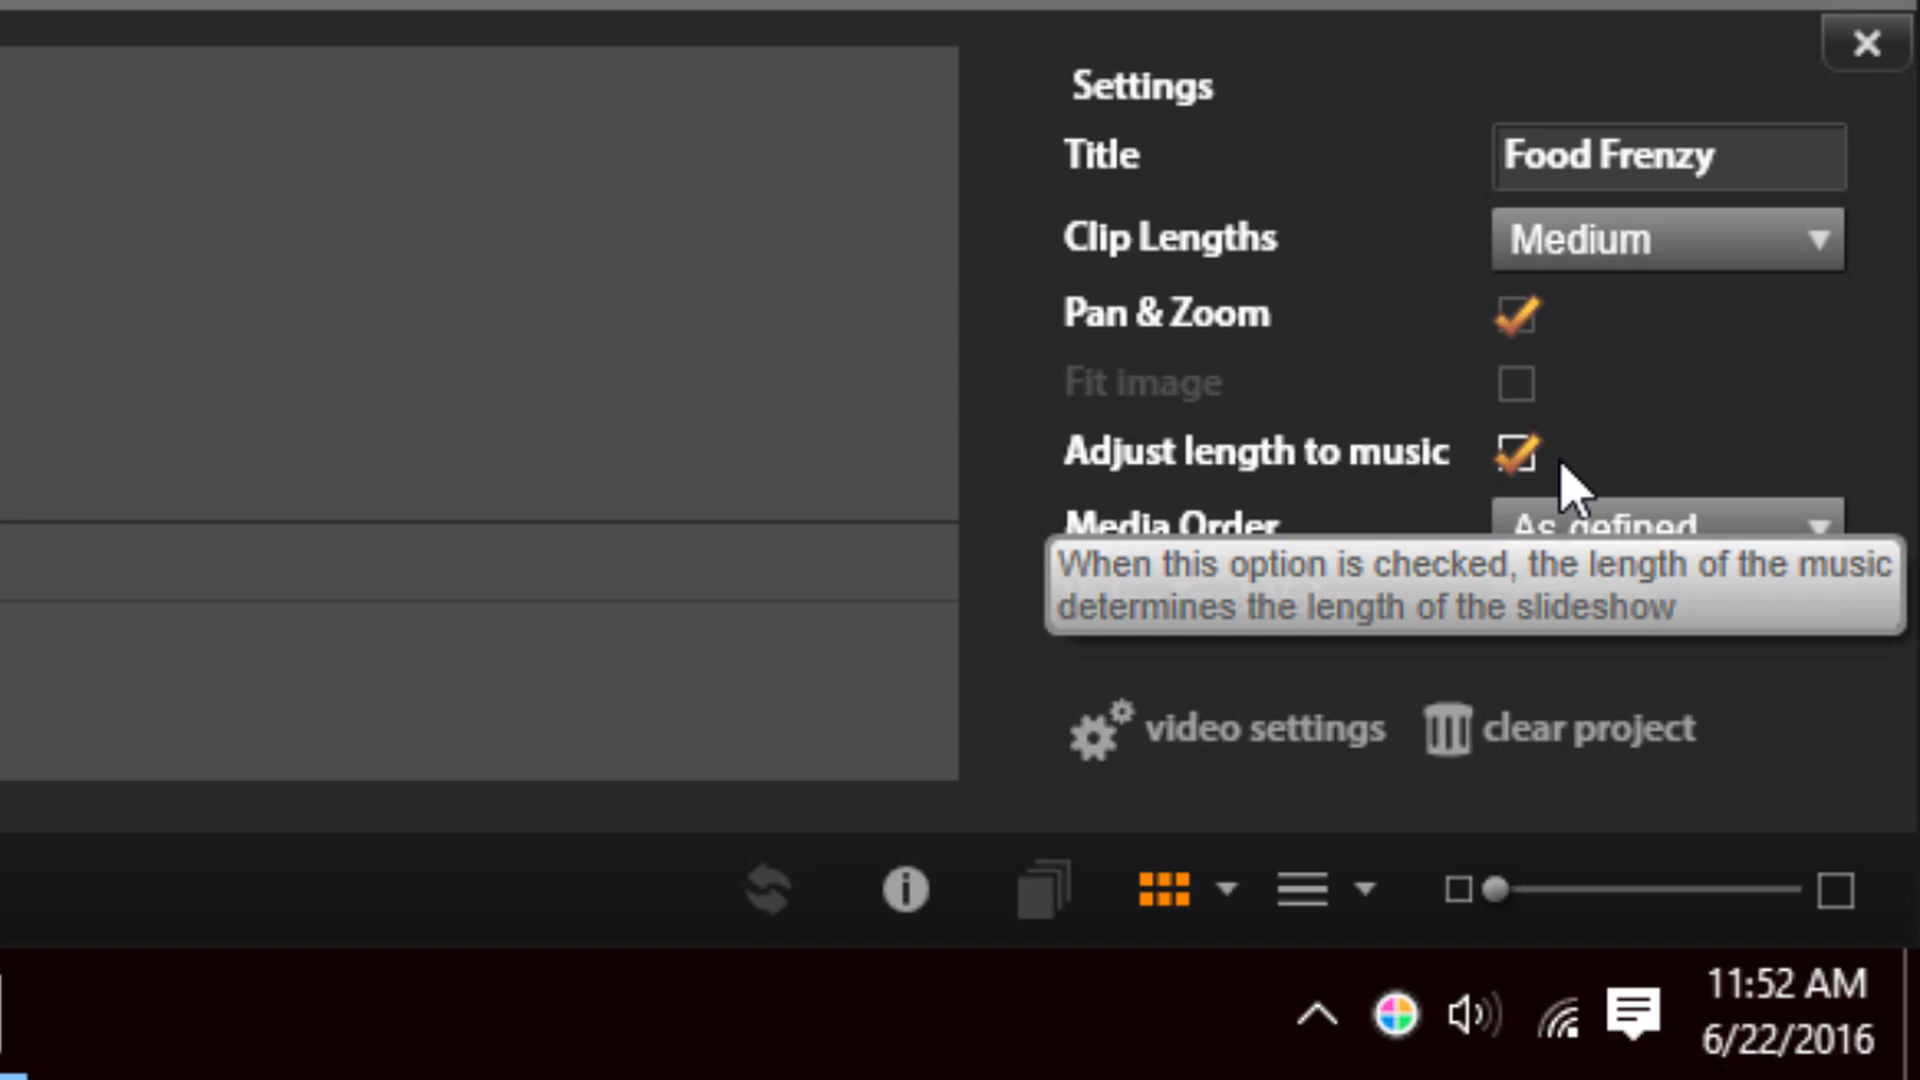 Settings
Title
Food Frenzy
Clip Lengths
Medium
Pan & Zoom
Fit image
Adjust length to music
Media Order
As defined
When this option is checked, the length of the music
determines the length of the slideshow
video settings
clear project
11:52 AM
6/22/2016